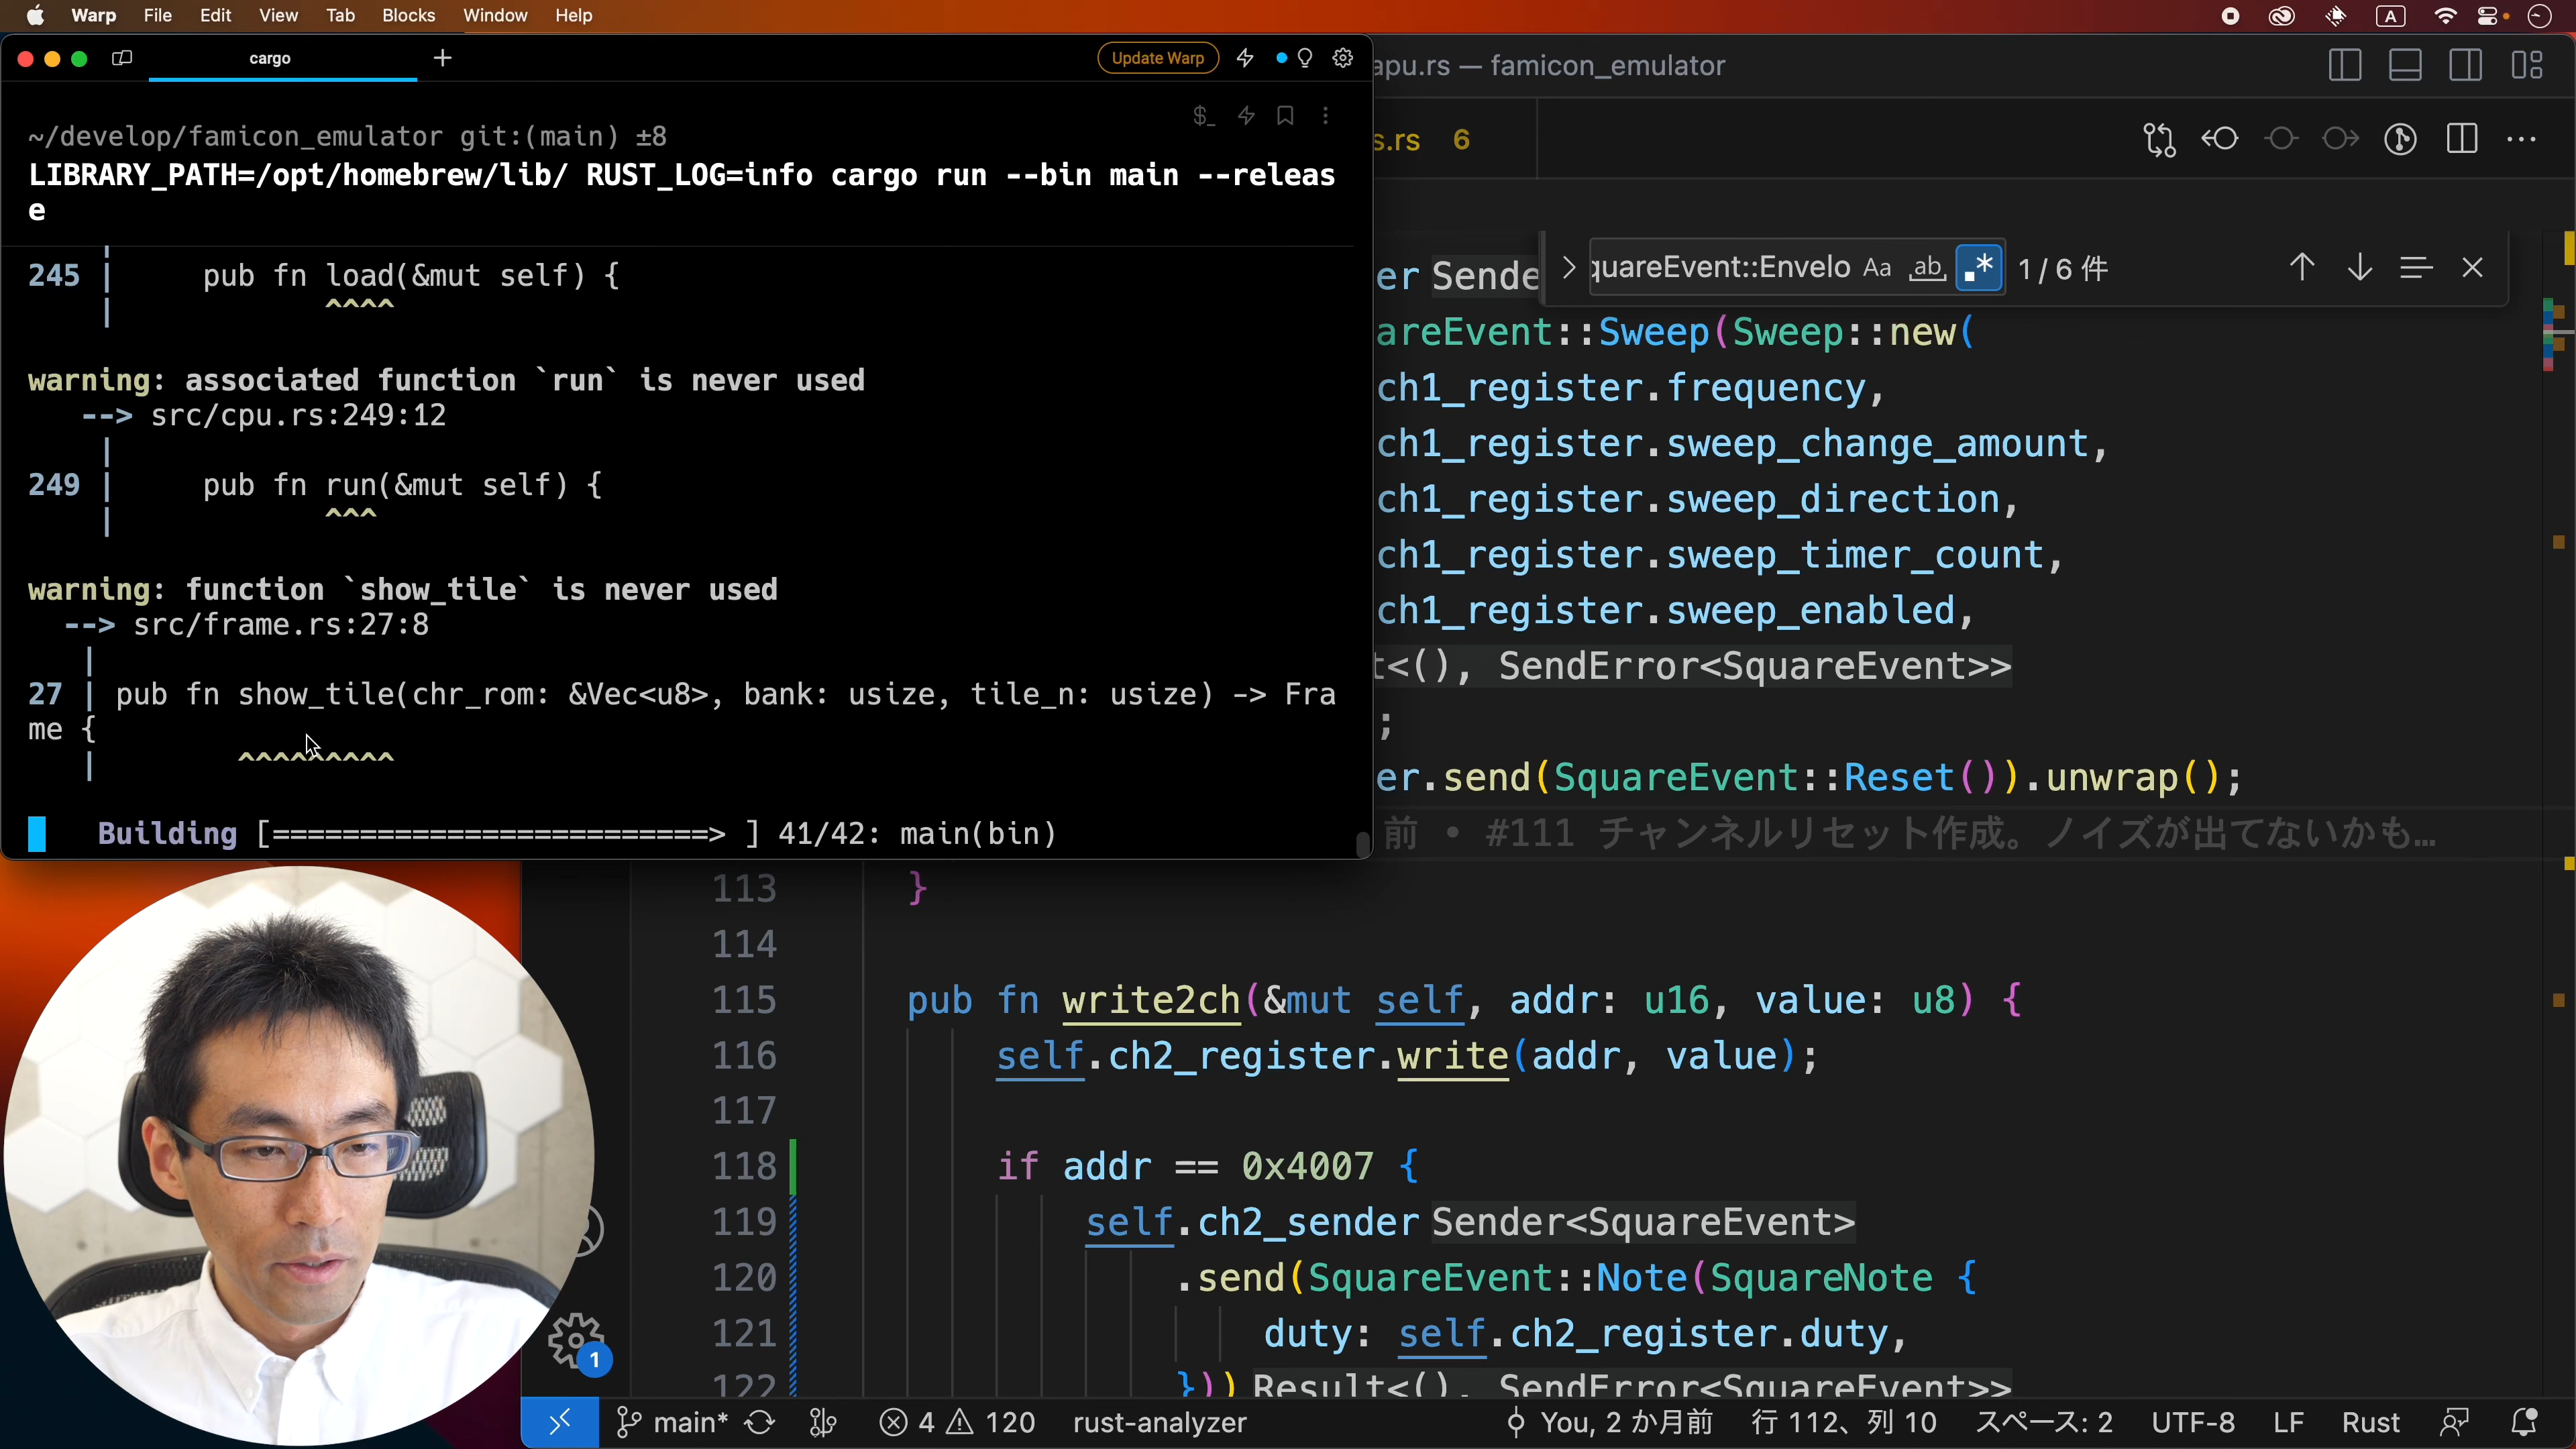 Warp File Edit View Tab Blocks Window Help
A
cargo
Update Warp
apu.rs — famicon_emulator
s.rs 6
~/develop/famicon_emulator git:(main) ±8
LIBRARY_PATH=/opt/homebrew/lib/ RUST_LOG=info cargo run --bin main --releas
e
245 | pub fn load(&mut self) {
| ^^^^
warning: associated function `run` is never used
--> src/cpu.rs:249:12
|
249 | pub fn run(&mut self) {
| ^^^
warning: function `show_tile` is never used
--> src/frame.rs:27:8
|
27 | pub fn show_tile(chr_rom: &Vec<u8>, bank: usize, tile_n: usize) -> Fra
me {
| ^^^^^^^^^
Building [=========================> ] 41/42: main(bin)
er Sende
quareEvent::Envelo Aa ab .* 1 / 6 件
areEvent::Sweep(Sweep::new(
ch1_register.frequency,
ch1_register.sweep_change_amount,
ch1_register.sweep_direction,
ch1_register.sweep_timer_count,
ch1_register.sweep_enabled,
t<(), SendError<SquareEvent>>
;
er.send(SquareEvent::Reset()).unwrap();
前 • #111 チャンネルリセット作成。ノイズが出てないかも…
113 }
114
115 pub fn write2ch(&mut self, addr: u16, value: u8) {
116 self.ch2_register.write(addr, value);
117
118 if addr == 0x4007 {
119 self.ch2_sender Sender<SquareEvent>
120 .send(SquareEvent::Note(SquareNote {
121 duty: self.ch2_register.duty,
122 })) Result<(), SendError<SquareEvent>>
1
main* 4 120 rust-analyzer You, 2 か月前 行 112、列 10 スペース: 2 UTF-8 LF Rust